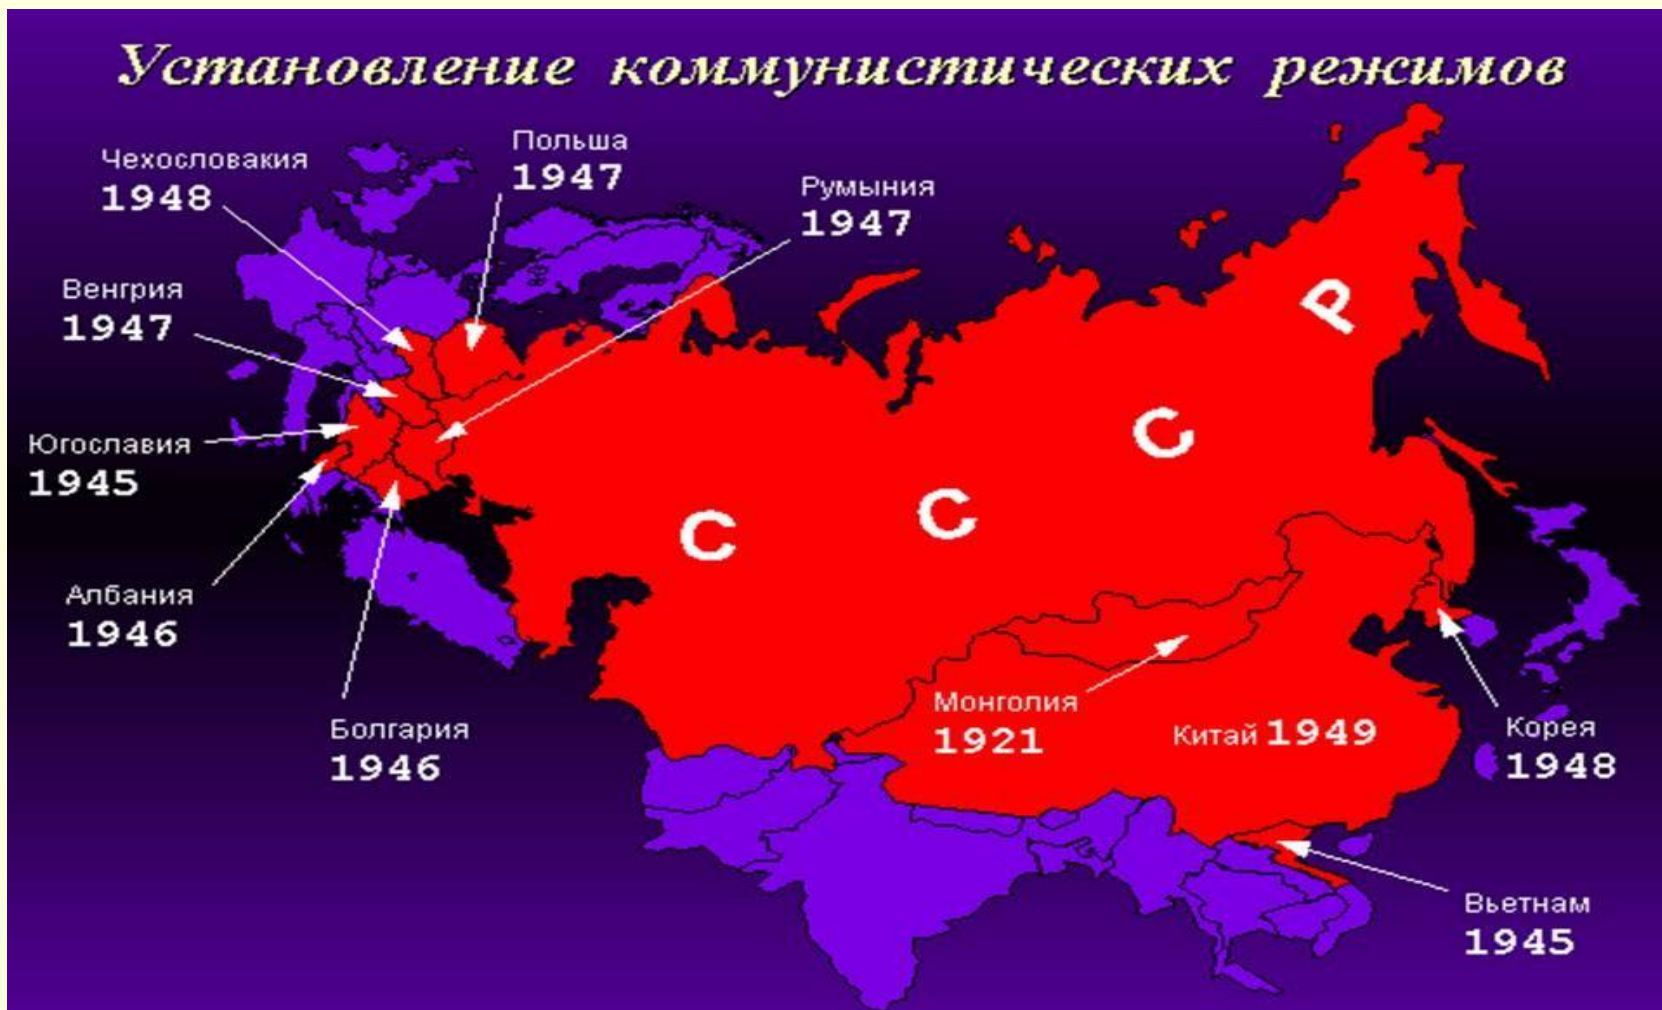 Установление коммунистических режимов
Польша
1947
Чехословакия
1948
Румыния
1947
Венгрия
1947
Югославия
1945
Албания
1946
Болгария
1946
С
С
С
Р
Монголия
1921
Китай 1949
Корея
1948
Вьетнам
1945